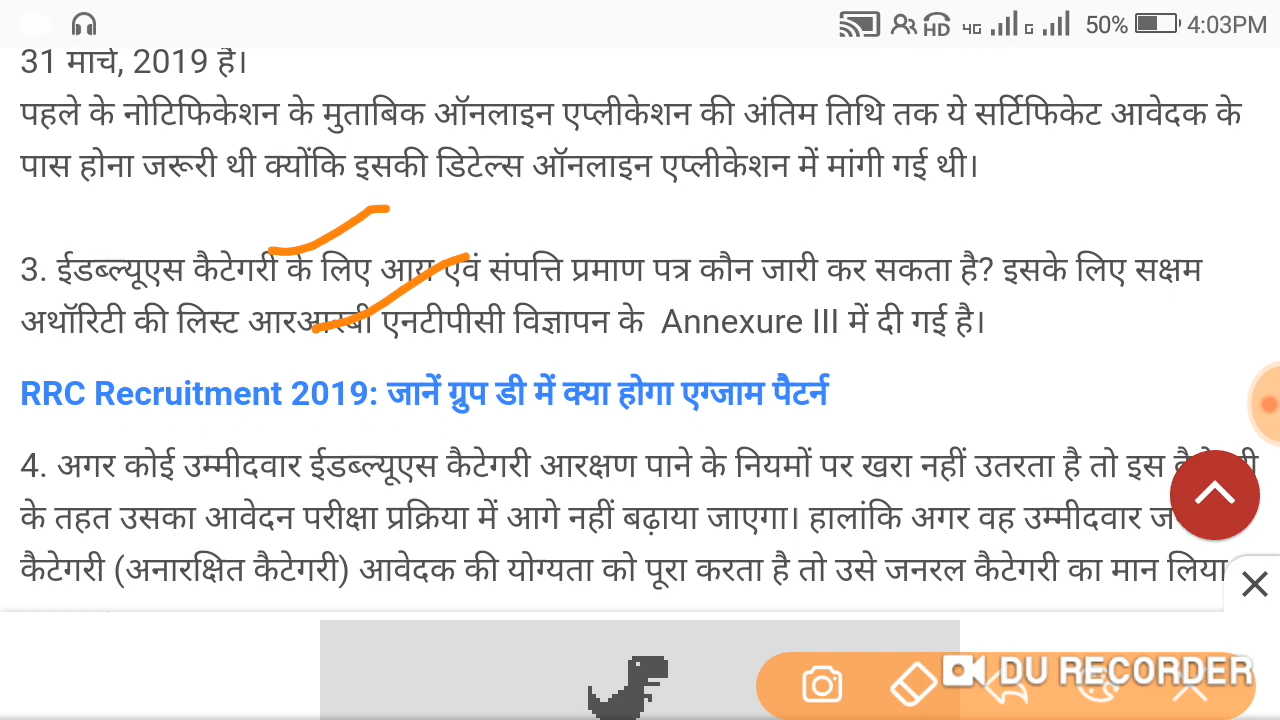 HD 4G G 50% 4:03PM
31 मार्च, 2019 है।
पहले के नोटिफिकेशन के मुताबिक ऑनलाइन एप्लीकेशन की अंतिम तिथि तक ये सर्टिफिकेट आवेदक के
पास होना जरूरी थी क्योंकि इसकी डिटेल्स ऑनलाइन एप्लीकेशन में मांगी गई थी।
3. ईडब्ल्यूएस कैटेगरी के लिए आय एवं संपत्ति प्रमाण पत्र कौन जारी कर सकता है? इसके लिए सक्षम
अथॉरिटी की लिस्ट आरआरबी एनटीपीसी विज्ञापन के Annexure III में दी गई है।
RRC Recruitment 2019: जानें ग्रुप डी में क्या होगा एग्जाम पैटर्न
4. अगर कोई उम्मीदवार ईडब्ल्यूएस कैटेगरी आरक्षण पाने के नियमों पर खरा नहीं उतरता है तो इस
के तहत उसका आवेदन परीक्षा प्रक्रिया में आगे नहीं बढ़ाया जाएगा। हालांकि अगर वह उम्मीदवार
कैटेगरी (अनारक्षित कैटेगरी) आवेदक की योग्यता को पूरा करता है तो उसे जनरल कैटेगरी का मान लिया
DU RECORDER